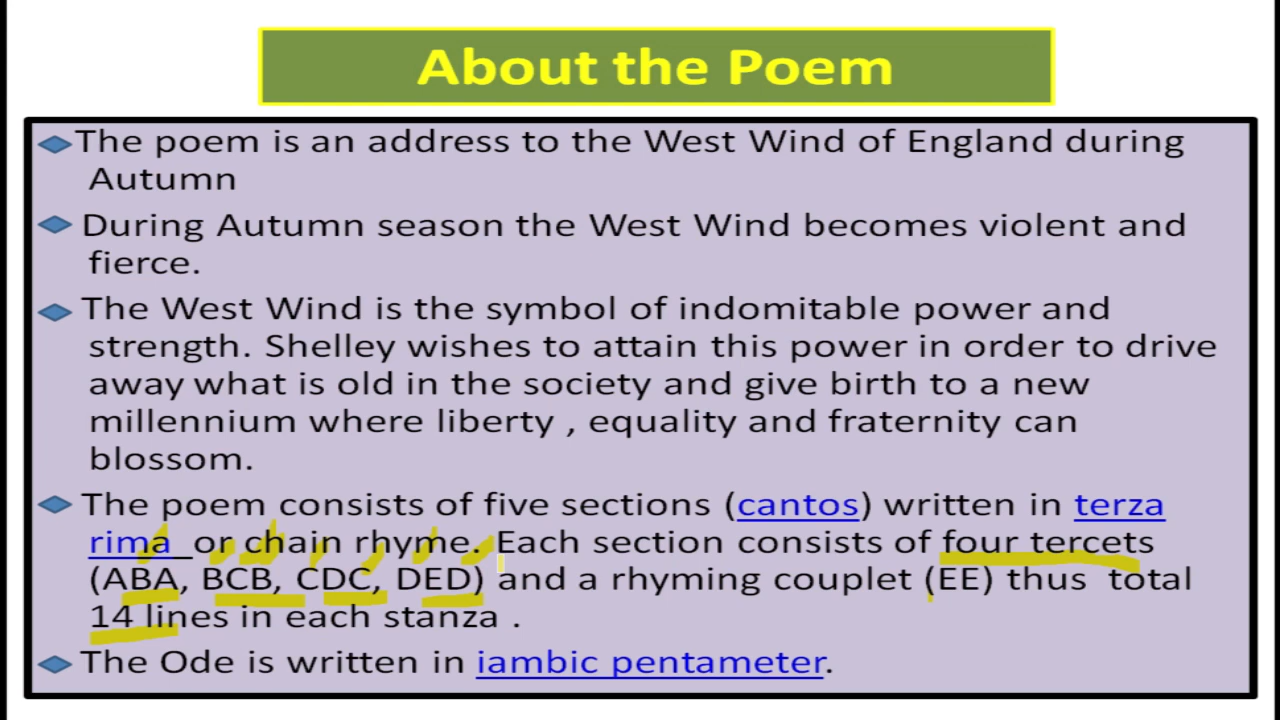 About the Poem
The poem is an address to the West Wind of England during
Autumn
During Autumn season the West Wind becomes violent and
fierce.
The West Wind is the symbol of indomitable power and
strength. Shelley wishes to attain this power in order to drive
away what is old in the society and give birth to a new
millennium where liberty , equality and fraternity can
blossom.
The poem consists of five sections (cantos) written in terza
rima or chain rhyme. Each section consists of four tercets
(ABA, BCB, CDC, DED) and a rhyming couplet (EE) thus total
14 lines in each stanza .
The Ode is written in iambic pentameter.